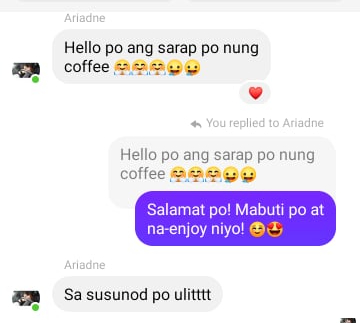 Ariadne
Hello po ang sarap po nung
coffee 🤗🤗🤗😜😜
You replied to Ariadne
Hello po ang sarap po nung
coffee 🤗🤗🤗😜😜
Salamat po! Mabuti po at
na-enjoy niyo! ☺️🤩
Ariadne
Sa susunod po ulitttt